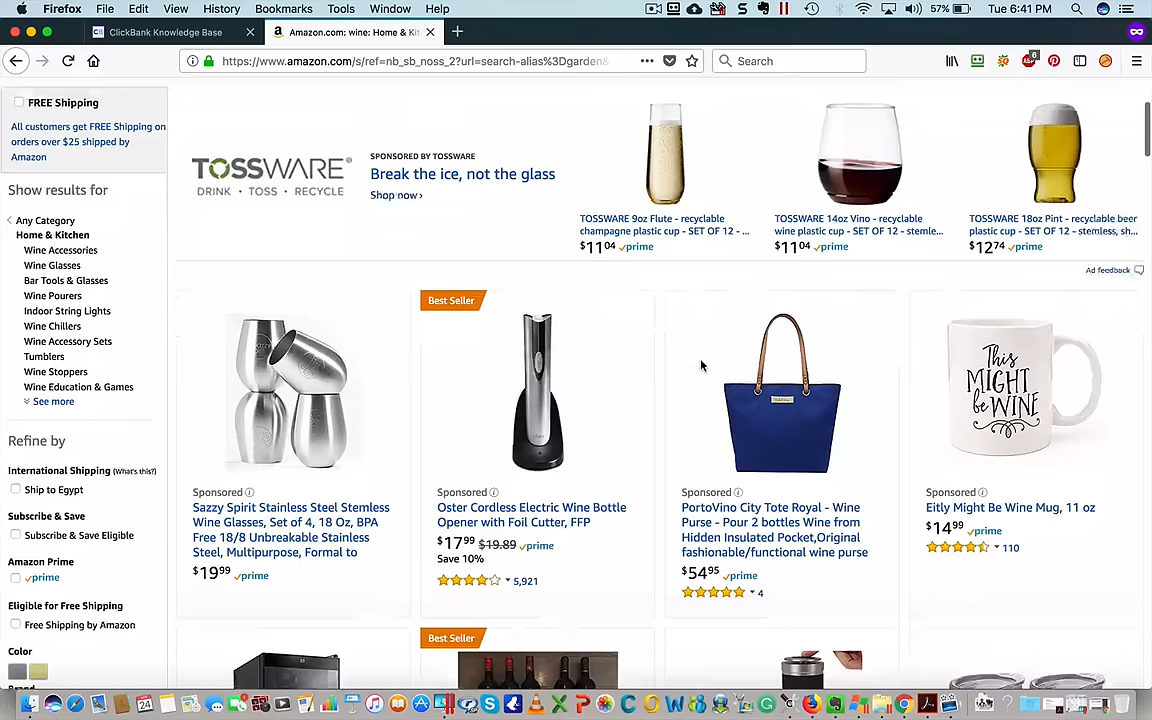 Firefox File Edit View History Bookmarks Tools Window Help
57% Tue 6:41 PM
ClickBank Knowledge Base
Amazon.com: wine: Home & Kit
https://www.amazon.com/s/ref=nb_sb_noss_2?url=search-alias%3Dgarden&
Search
FREE Shipping
All customers get FREE Shipping on
orders over $25 shipped by
Amazon
Show results for
Any Category
Home & Kitchen
Wine Accessories
Wine Glasses
Bar Tools & Glasses
Wine Pourers
Indoor String Lights
Wine Chillers
Wine Accessory Sets
Tumblers
Wine Stoppers
Wine Education & Games
See more
Refine by
International Shipping (What's this?)
Ship to Egypt
Subscribe & Save
Subscribe & Save Eligible
Amazon Prime
prime
Eligible for Free Shipping
Free Shipping by Amazon
Color
TOSSWARE®
DRINK • TOSS • RECYCLE
SPONSORED BY TOSSWARE
Break the ice, not the glass
Shop now ›
TOSSWARE 9oz Flute - recyclable
champagne plastic cup - SET OF 12 - ...
$11.04 prime
TOSSWARE 14oz Vino - recyclable
wine plastic cup - SET OF 12 - stemle...
$11.04 prime
TOSSWARE 18oz Pint - recyclable beer
plastic cup - SET OF 12 - stemless, sh...
$12.74 prime
Ad feedback
Sponsored
Sazzy Spirit Stainless Steel Stemless
Wine Glasses, Set of 4, 18 Oz, BPA
Free 18/8 Unbreakable Stainless
Steel, Multipurpose, Formal to
$19.99 prime
Best Seller
Sponsored
Oster Cordless Electric Wine Bottle
Opener with Foil Cutter, FFP
$17.99 $19.89 prime
Save 10%
5,921
Sponsored
PortoVino City Tote Royal - Wine
Purse - Pour 2 bottles Wine from
Hidden Insulated Pocket,Original
fashionable/functional wine purse
$54.95 prime
4
This
MIGHT
be WINE
Sponsored
Eitly Might Be Wine Mug, 11 oz
$14.99 prime
110
Best Seller